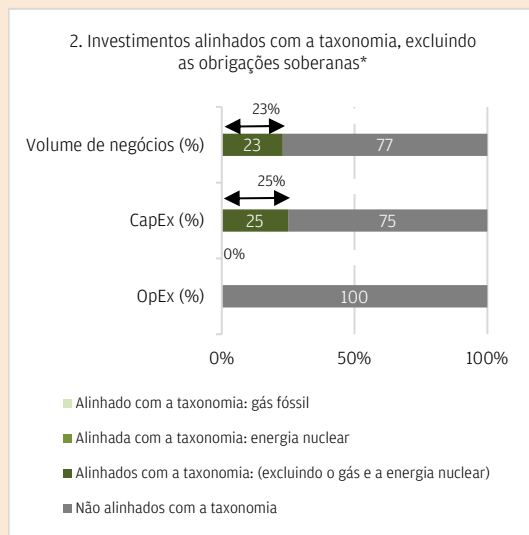 2. Investimentos alinhados com a taxonomia, excluindo
as obrigações soberanas*
23%
Volume de negócios (%)
23
77
25%
CapEx (%)
25
75
0%
OpEx (%)
100
0%
50%
100%
Alinhado com a taxonomia: gás fóssil
Alinhada com a taxonomia: energia nuclear
Alinhados com a taxonomia: (excluindo o gás e a energia nuclear)
Não alinhados com a taxonomia